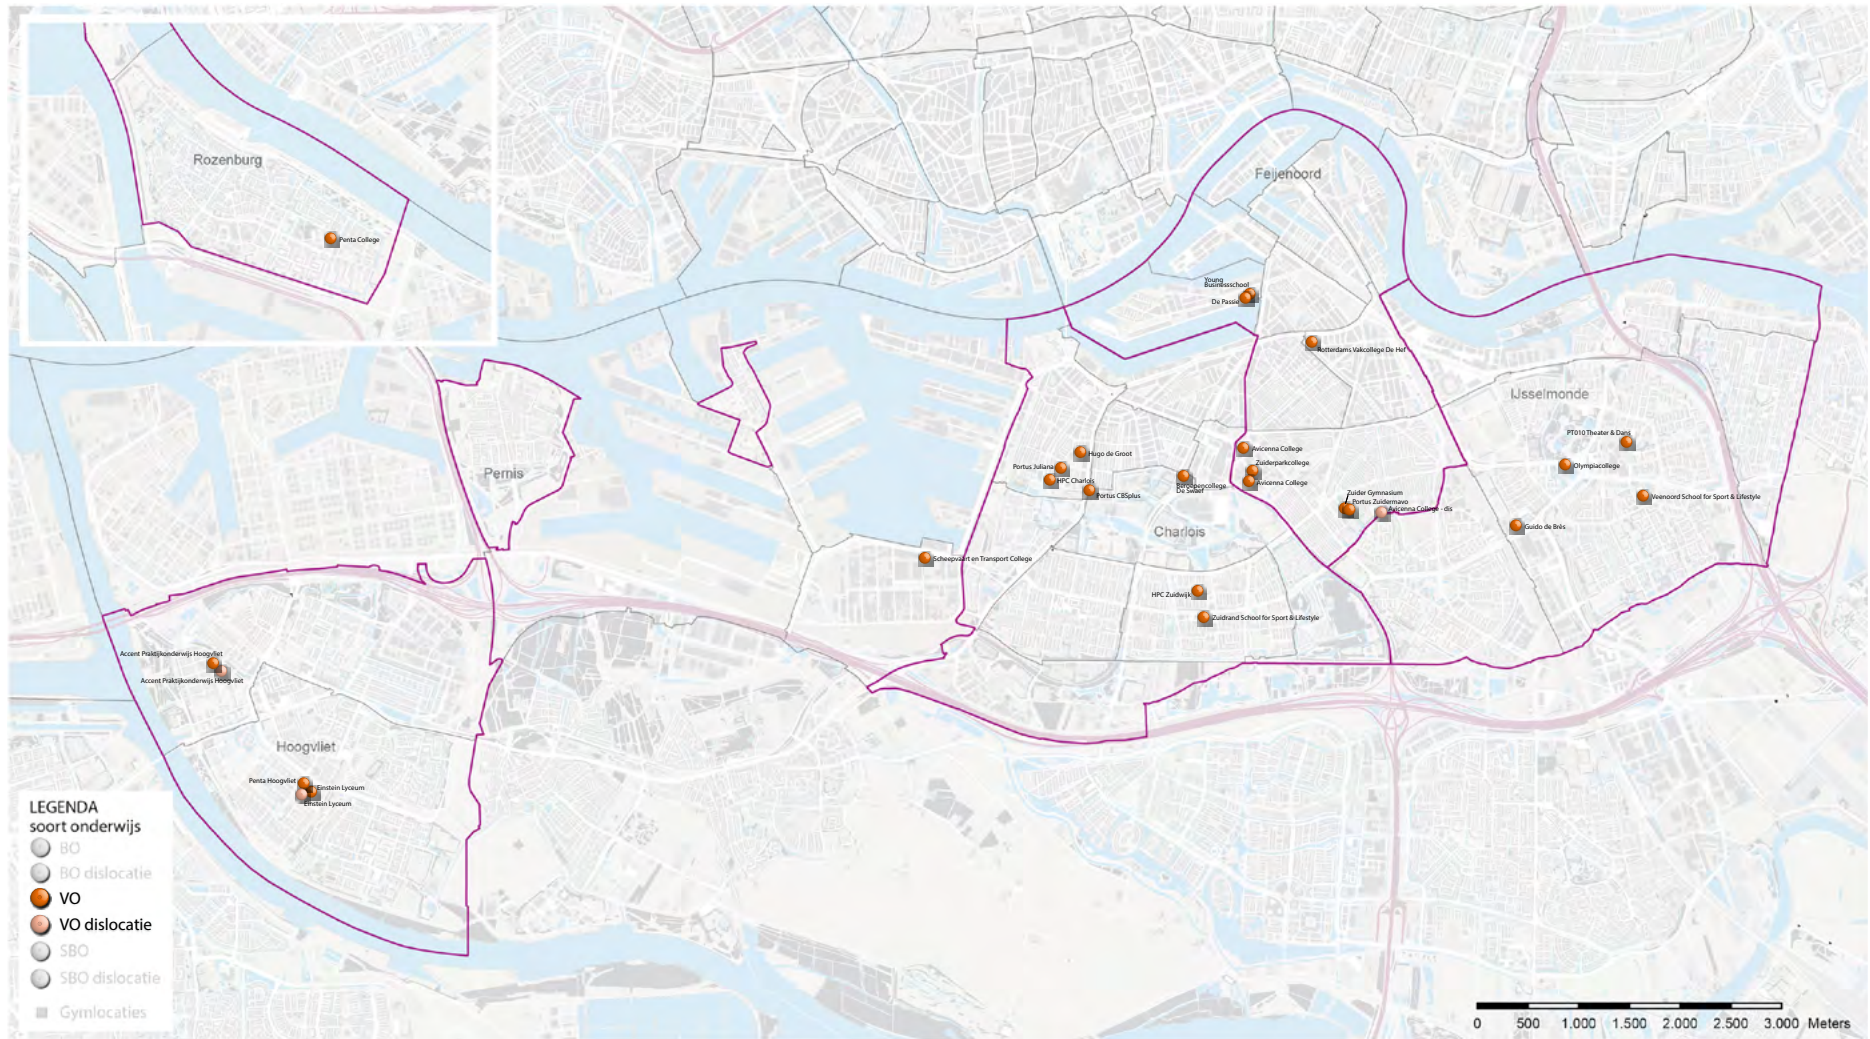 Rozenburg
Penta College
Feijenoord
Young
Businessschool
De Passie
Rotterdams Vakcollege De Hef
IJsselmonde
PT010 Theater & Dans
Olympiacollege
Veenoord School for Sport & Lifestyle
Guido de Brès
Pernis
Hugo de Groot
Portus Juliana
HPC Charlois
Portus CBSplus
Bergepencollege
De Swaef
Avicenna College
Zuiderparkcollege
Avicenna College
Zuider Gymnasium
Portus Zuidermavo
Avicenna College - dis
Charlois
Scheepvaart en Transport College
HPC Zuidwijk
Zuidrand School for Sport & Lifestyle
Accent Praktijkonderwijs Hoogvliet
Accent Praktijkonderwijs Hoogvliet
Hoogvliet
Penta Hoogvliet
Einstein Lyceum
Einstein Lyceum
LEGENDA
soort onderwijs
BO
BO dislocatie
VO
VO dislocatie
SBO
SBO dislocatie
Gymlocaties
0 500 1.000 1.500 2.000 2.500 3.000 Meters